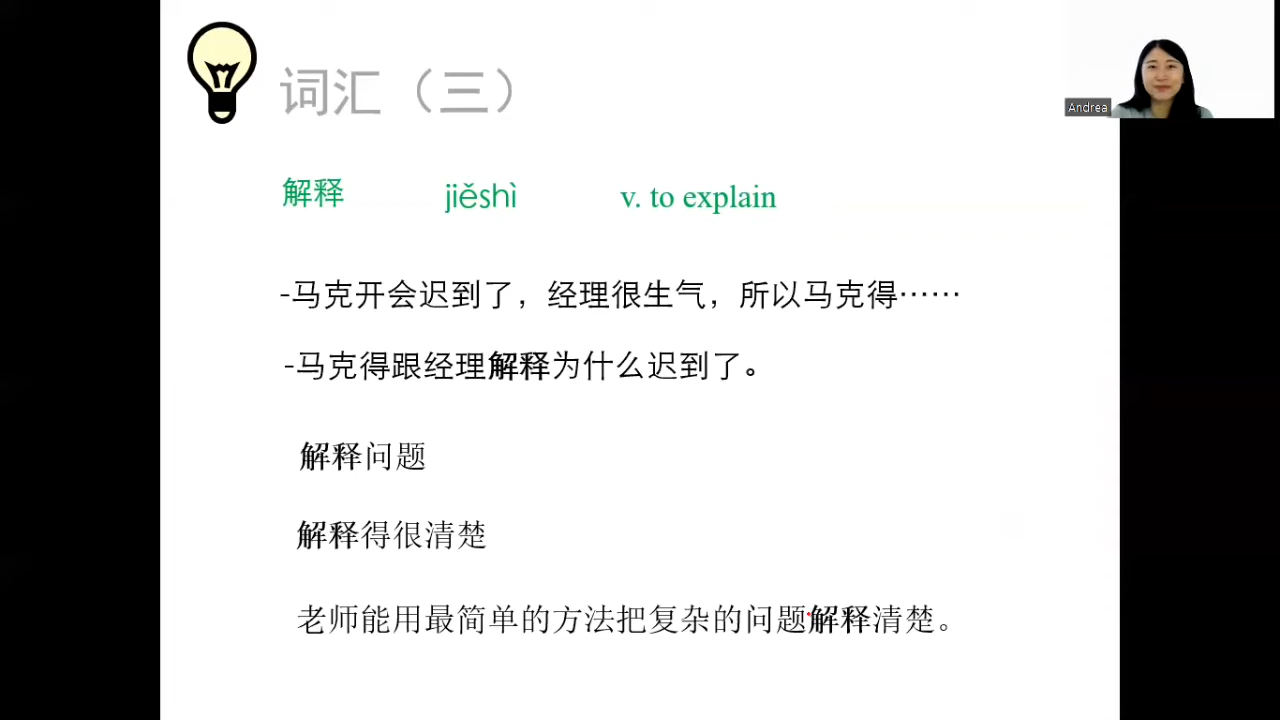 词汇（三）
Andrea
解释 jiěshì v. to explain
-马克开会迟到了，经理很生气，所以马克得……
-马克得跟经理解释为什么迟到了。
解释问题
解释得很清楚
老师能用最简单的方法把复杂的问题解释清楚。